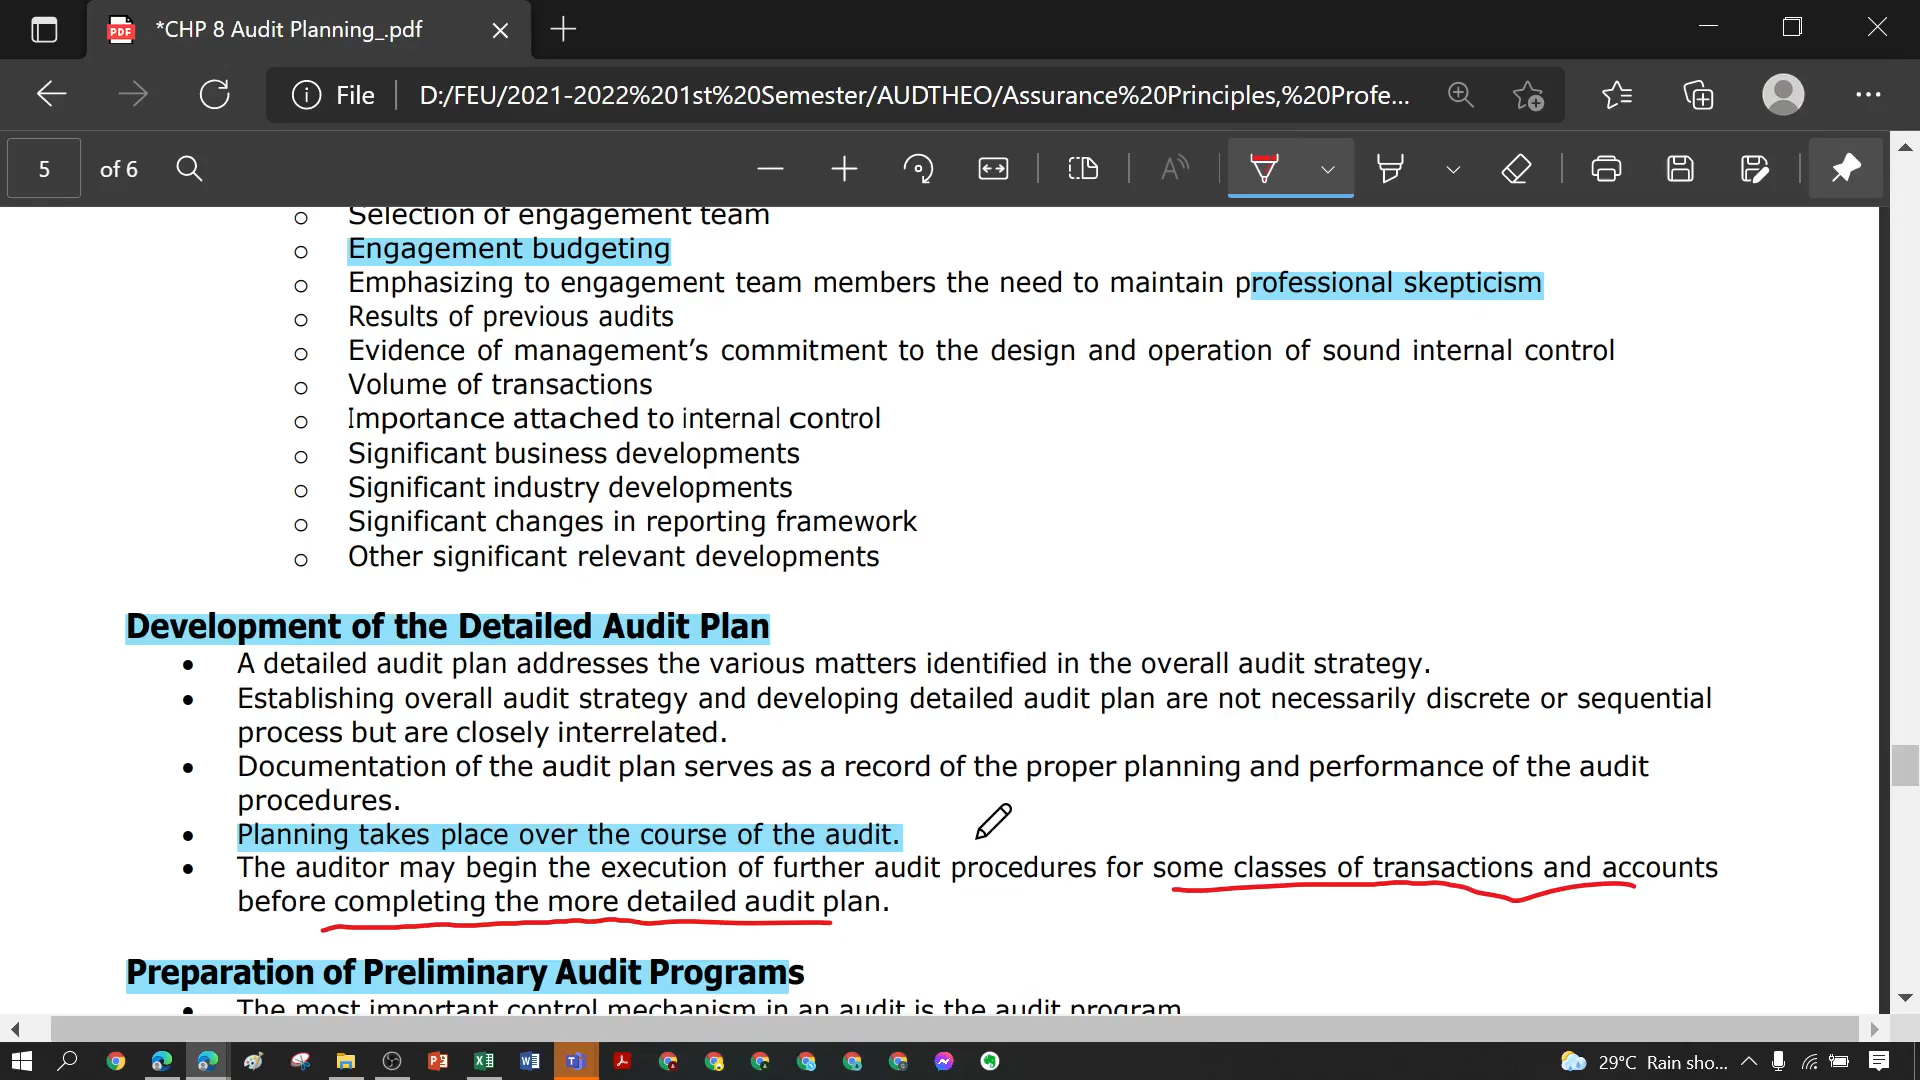 *CHP 8 Audit Planning_.pdf
File
D:/FEU/2021-2022%201st%20Semester/AUDTHEO/Assurance%20Principles,%20Profe...
5 of 6
o Selection of engagement team
o Engagement budgeting
o Emphasizing to engagement team members the need to maintain professional skepticism
o Results of previous audits
o Evidence of management’s commitment to the design and operation of sound internal control
o Volume of transactions
o Importance attached to internal control
o Significant business developments
o Significant industry developments
o Significant changes in reporting framework
o Other significant relevant developments
Development of the Detailed Audit Plan
• A detailed audit plan addresses the various matters identified in the overall audit strategy.
• Establishing overall audit strategy and developing detailed audit plan are not necessarily discrete or sequential
process but are closely interrelated.
• Documentation of the audit plan serves as a record of the proper planning and performance of the audit
procedures.
• Planning takes place over the course of the audit.
• The auditor may begin the execution of further audit procedures for some classes of transactions and accounts
before completing the more detailed audit plan.
Preparation of Preliminary Audit Programs
• The most important control mechanism in an audit is the audit program
29°C Rain sho...